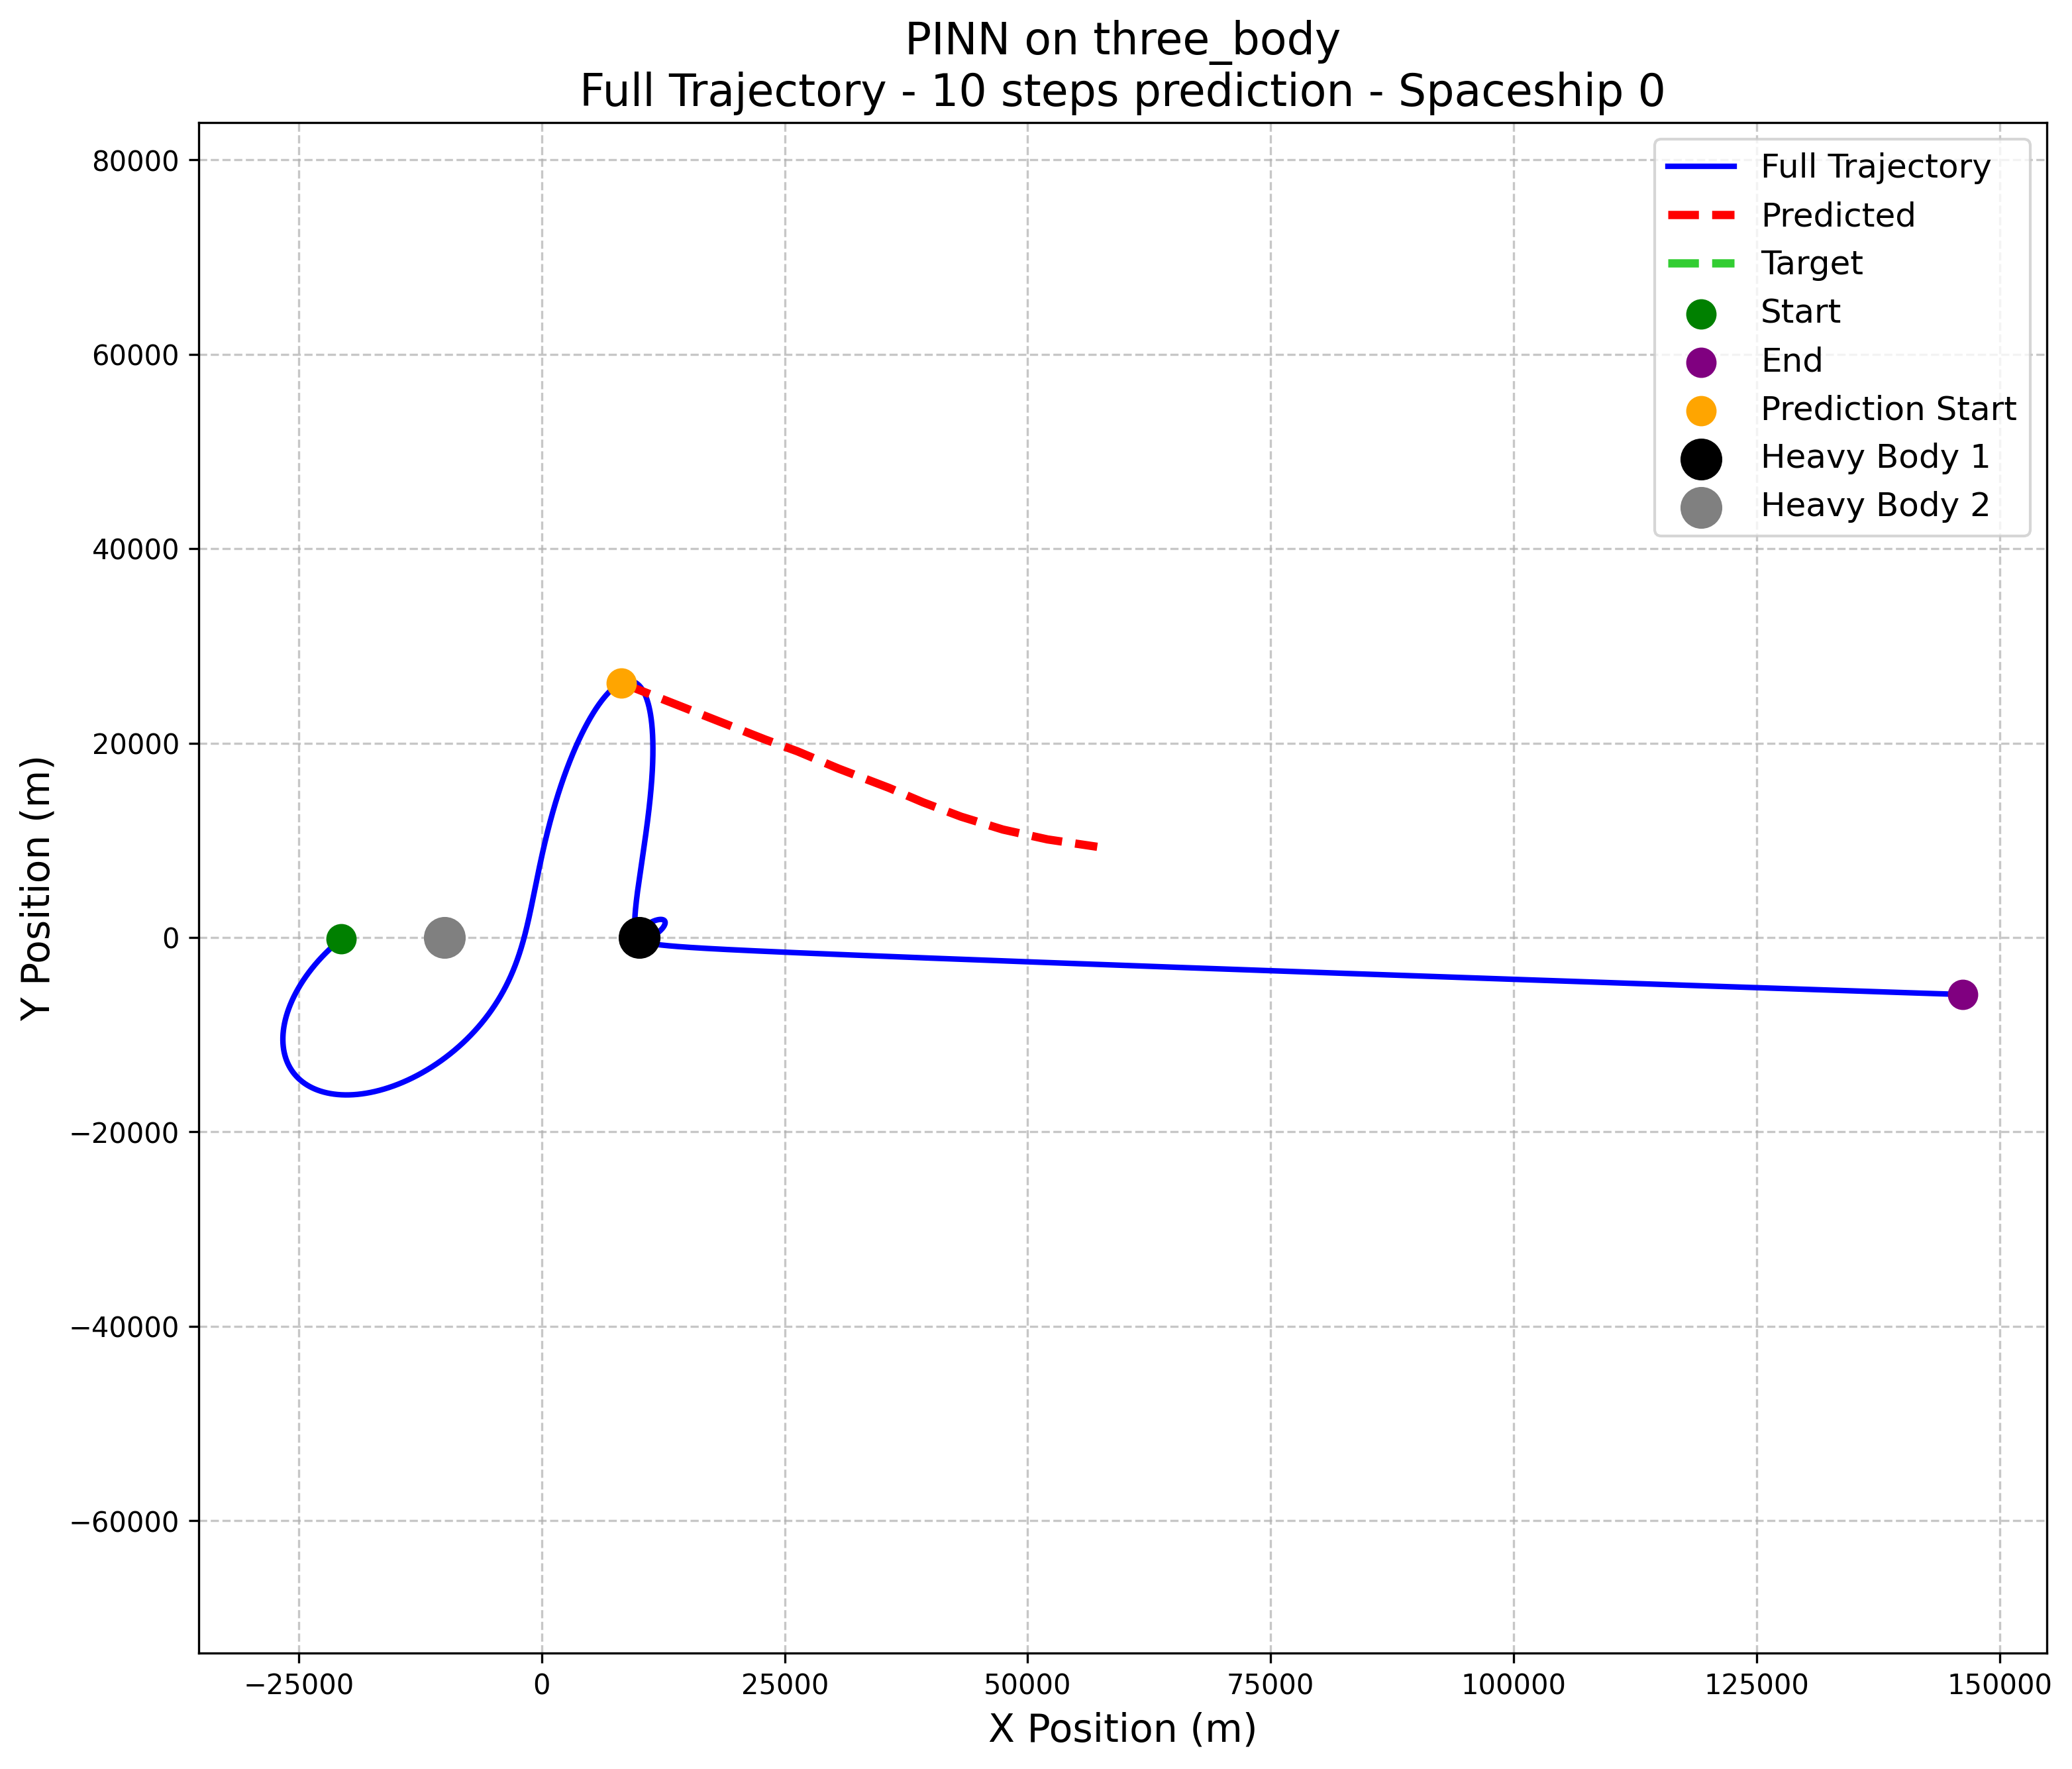 PINN on three_body
Full Trajectory - 10 steps prediction - Spaceship 0
Full Trajectory
Predicted
Target
Start
End
Prediction Start
Heavy Body 1
Heavy Body 2
Y Position (m)
80000
60000
40000
20000
0
−20000
−40000
−60000
−25000 0 25000 50000 75000 100000 125000 150000
X Position (m)